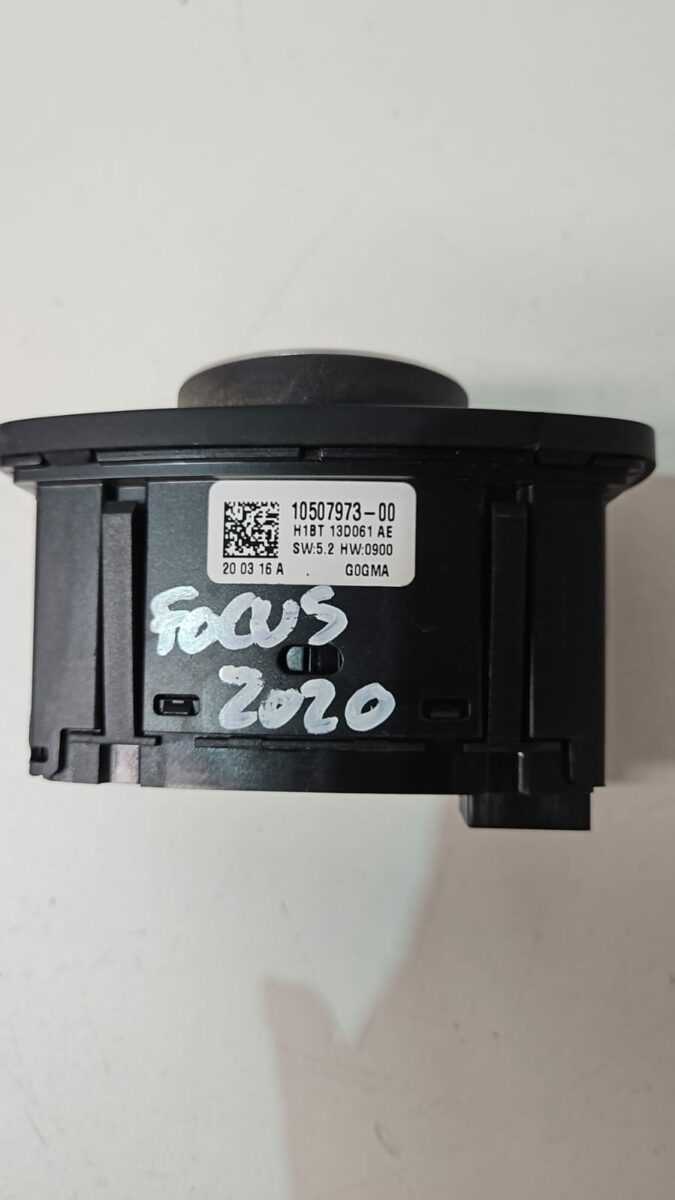 10507973-00
H1BT 13D061 AE
SW:5.2 HW:0900
20 03 16 A G0GMA
FOCUS
2020